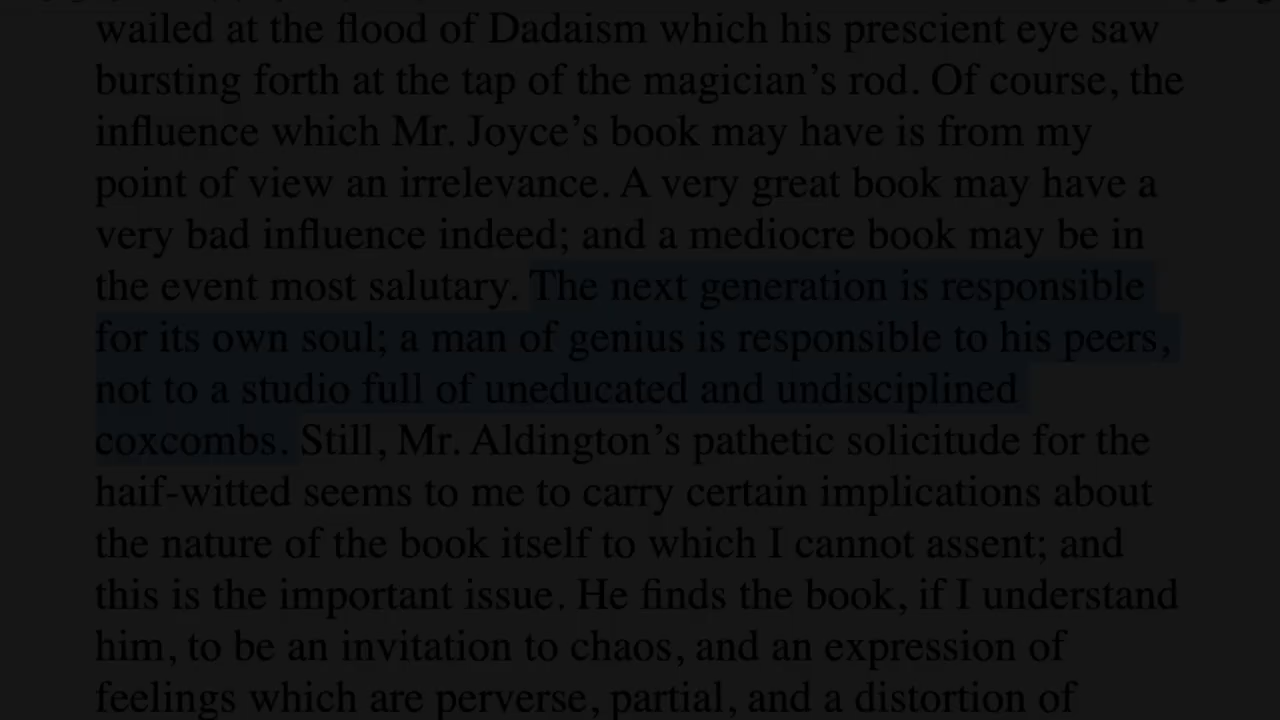 wailed at the flood of Dadaism which his prescient eye saw
bursting forth at the tap of the magician’s rod. Of course, the
influence which Mr. Joyce’s book may have is from my
point of view an irrelevance. A very great book may have a
very bad influence indeed; and a mediocre book may be in
the event most salutary. The next generation is responsible
for its own soul; a man of genius is responsible to his peers,
not to a studio full of uneducated and undisciplined
coxcombs. Still, Mr. Aldington’s pathetic solicitude for the
haif-witted seems to me to carry certain implications about
the nature of the book itself to which I cannot assent; and
this is the important issue. He finds the book, if I understand
him, to be an invitation to chaos, and an expression of
feelings which are perverse, partial, and a distortion of